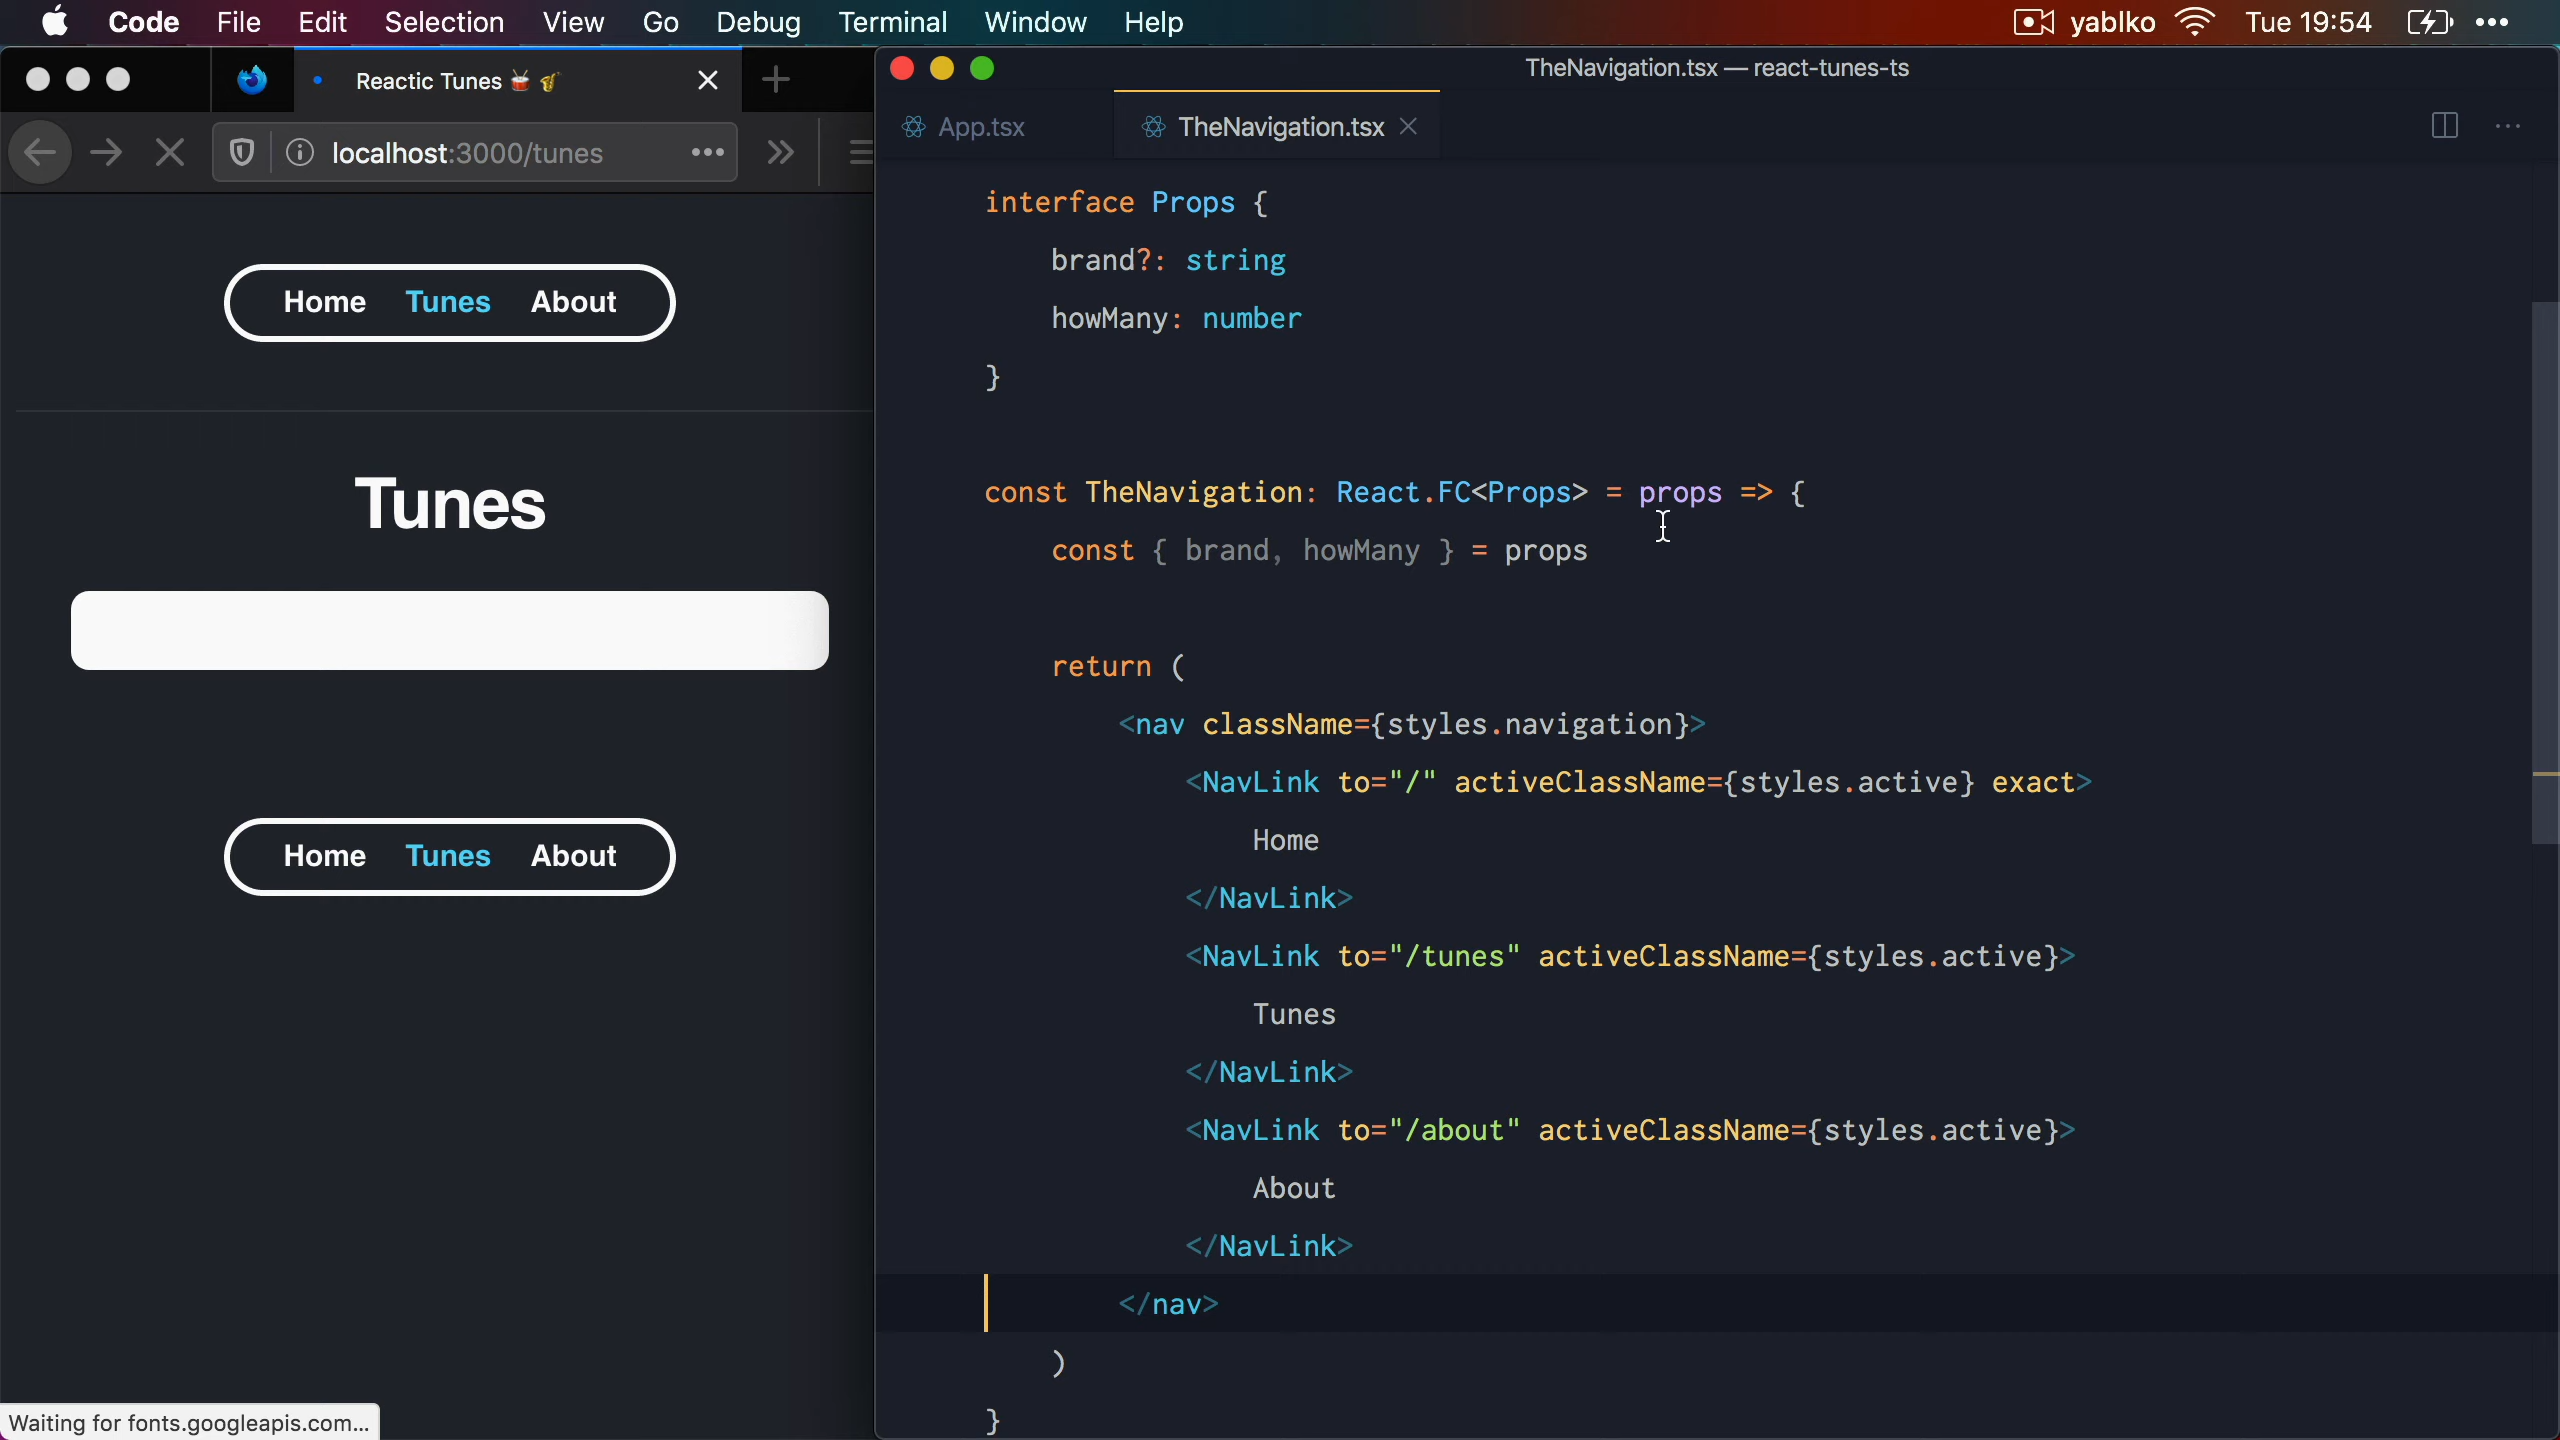 Code File Edit Selection View Go Debug Terminal Window Help yablko Tue 19:54
Reactic Tunes
localhost:3000/tunes
Home Tunes About
Tunes
Home Tunes About
Waiting for fonts.googleapis.com...
TheNavigation.tsx — react-tunes-ts
App.tsx TheNavigation.tsx
interface Props {
brand?: string
howMany: number
}
const TheNavigation: React.FC<Props> = props => {
const { brand, howMany } = props
return (
<nav className={styles.navigation}>
<NavLink to="/" activeClassName={styles.active} exact>
Home
</NavLink>
<NavLink to="/tunes" activeClassName={styles.active}>
Tunes
</NavLink>
<NavLink to="/about" activeClassName={styles.active}>
About
</NavLink>
</nav>
)
}